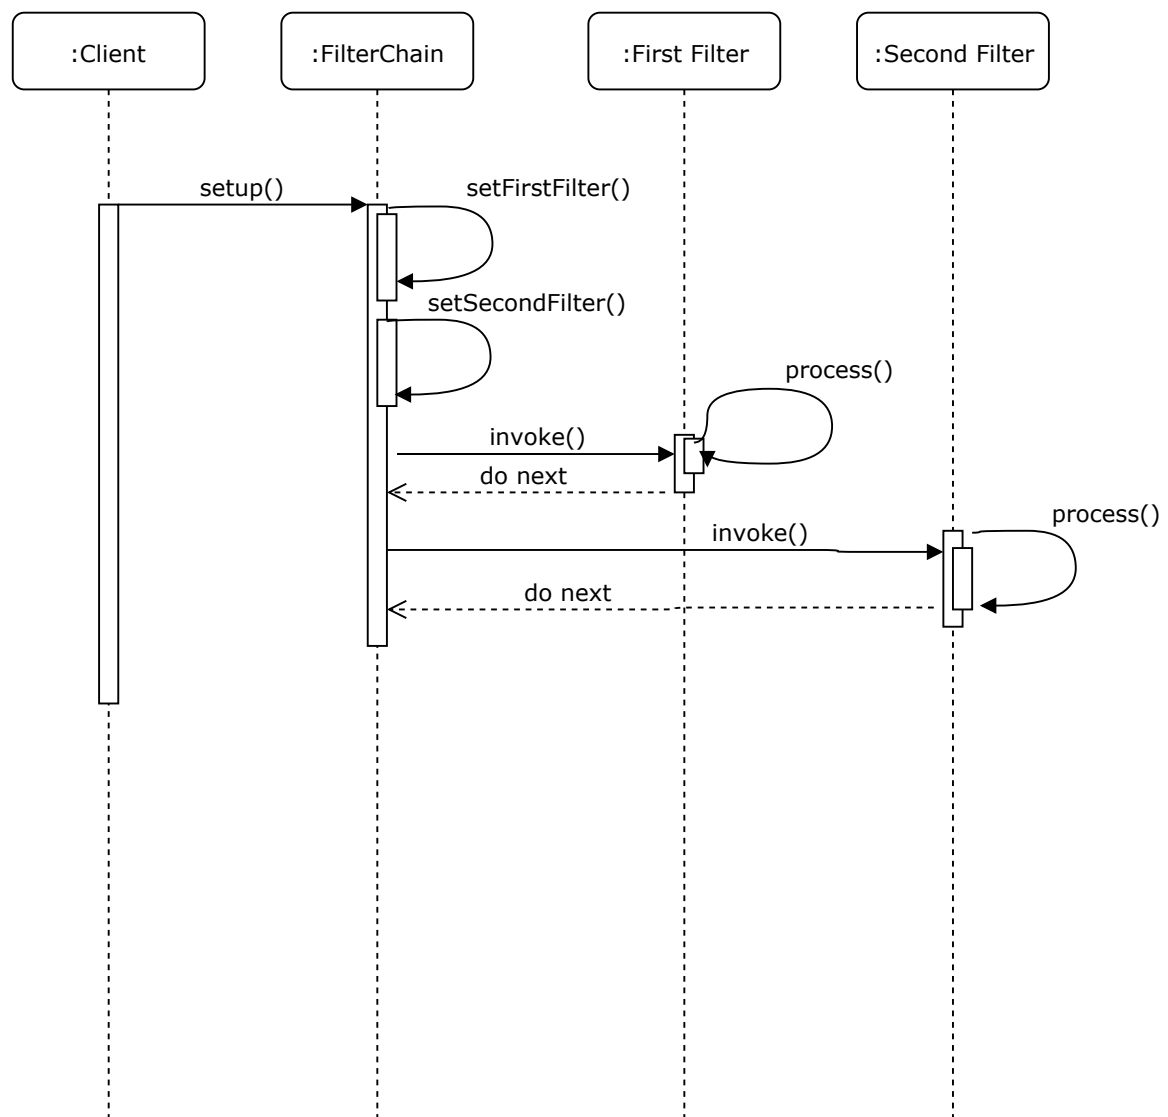 :Client
:FilterChain
:First Filter
:Second Filter
setup()
setFirstFilter()
setSecondFilter()
process()
invoke()
do next
process()
invoke()
do next